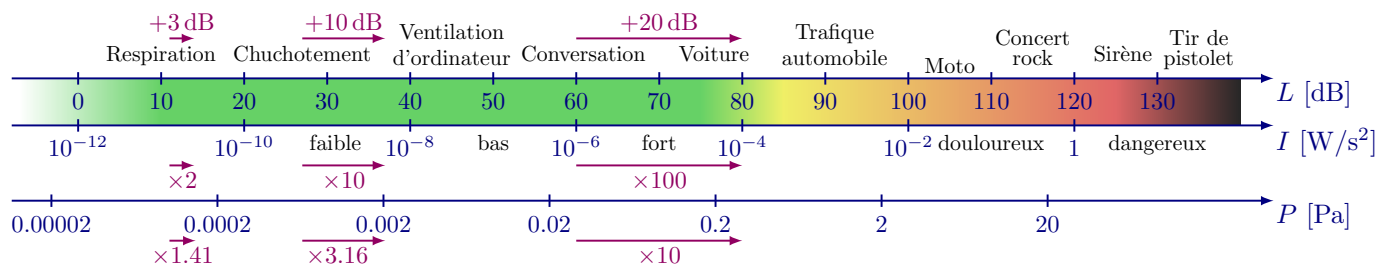 +3 dB +10 dB +20 dB
Respiration Chuchotement Ventilation d'ordinateur Conversation Voiture Trafique automobile Moto Concert rock Sirène Tir de pistolet
0 10 20 30 40 50 60 70 80 90 100 110 120 130 L [dB]
10⁻¹² 10⁻¹⁰ faible 10⁻⁸ bas 10⁻⁶ fort 10⁻⁴ 10⁻² douloureux 1 dangereux I [W/s²]
×2 ×10 ×100
0.00002 0.0002 0.002 0.02 0.2 2 20 P [Pa]
×1.41 ×3.16 ×10